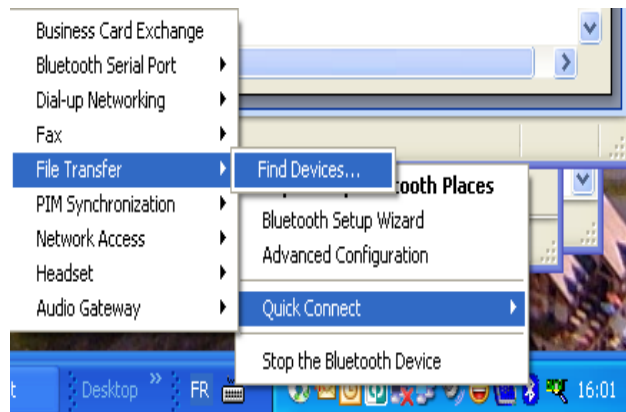 Business Card Exchange
Bluetooth Serial Port
Dial-up Networking
Fax
File Transfer
PIM Synchronization
Network Access
Headset
Audio Gateway
Find Devices...
tooth Places
Bluetooth Setup Wizard
Advanced Configuration
Quick Connect
Stop the Bluetooth Device
t
Desktop »
FR
16:01